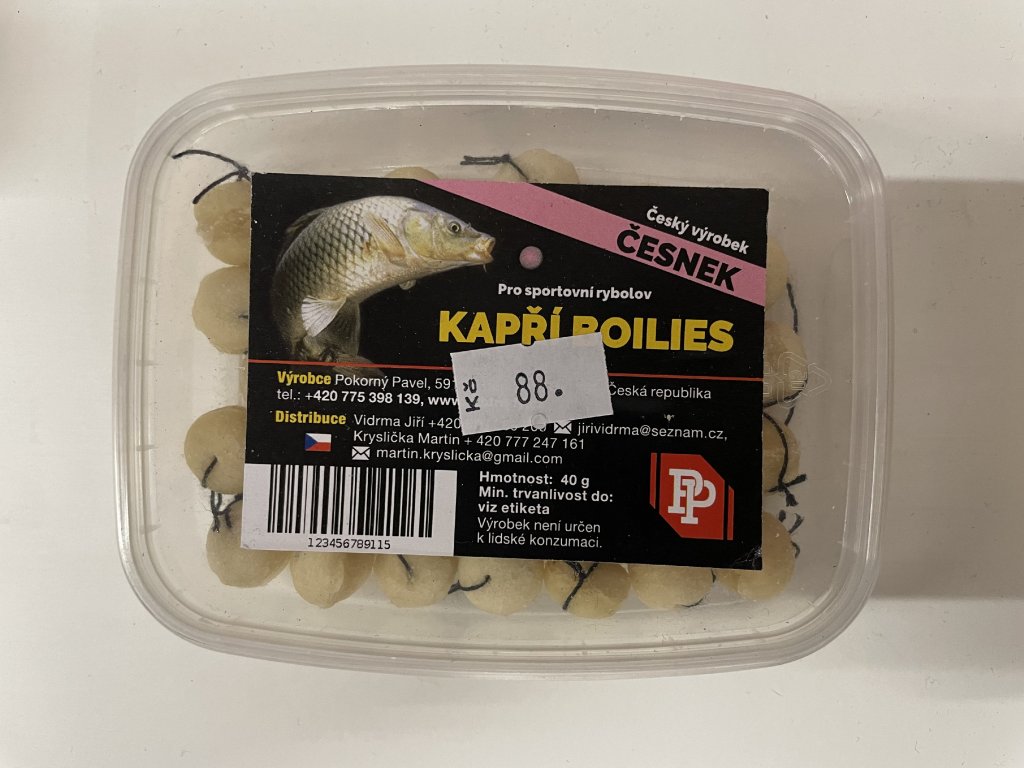 Český výrobek
ČESNEK
Pro sportovní rybolov
KAPŘÍ BOILIES
Kč 88.
Výrobce Pokorný Pavel, Česká republika
tel.: +420 775 398 139,
Distribuce Vidrma Jiří +420 jirividrma@seznam.cz,
Kryslička Martin + 420 777 247 161
martin.kryslicka@gmail.com
Hmotnost: 40 g
Min. trvanlivost do:
viz etiketa
Výrobek není určen
k lidské konzumaci.
123456789115
PP